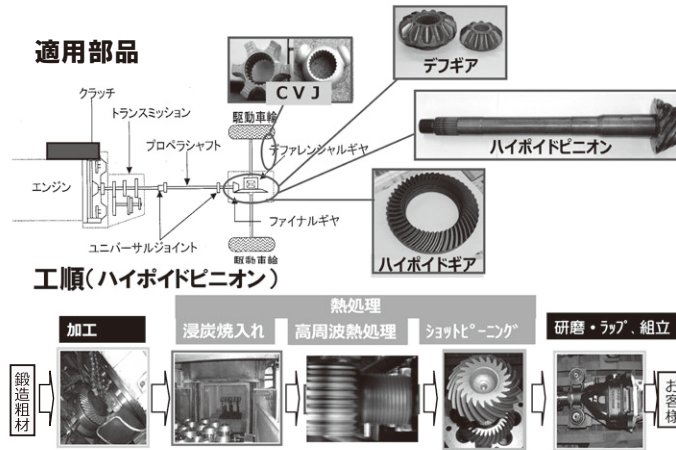 適用部品
クラッチ
トランスミッション
プロペラシャフト
エンジン
ユニバーサルジョイント
CVJ
駆動車輪
デファレンシャルギヤ
ファイナルギヤ
駆動車輪
デフギア
ハイポイドピニオン
ハイポイドギア
工順(ハイポイドピニオン)
熱処理
加工
浸炭焼入れ
高周波熱処理
ショットピーニング
研磨・ラップ、組立
鍛造粗材
お客様